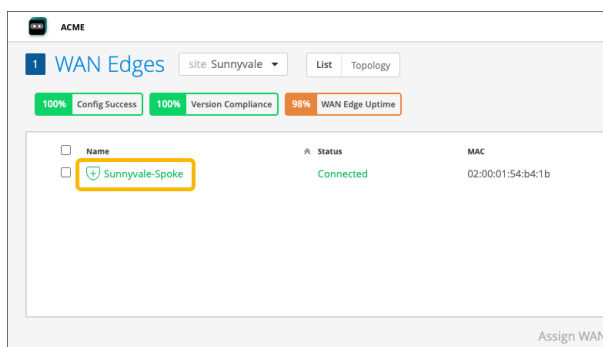 ACME
1 WAN Edges site Sunnyvale List Topology
100% Config Success 100% Version Compliance 98% WAN Edge Uptime
Name Status MAC
Sunnyvale-Spoke Connected 02:00:01:54:b4:1b
Assign WAN